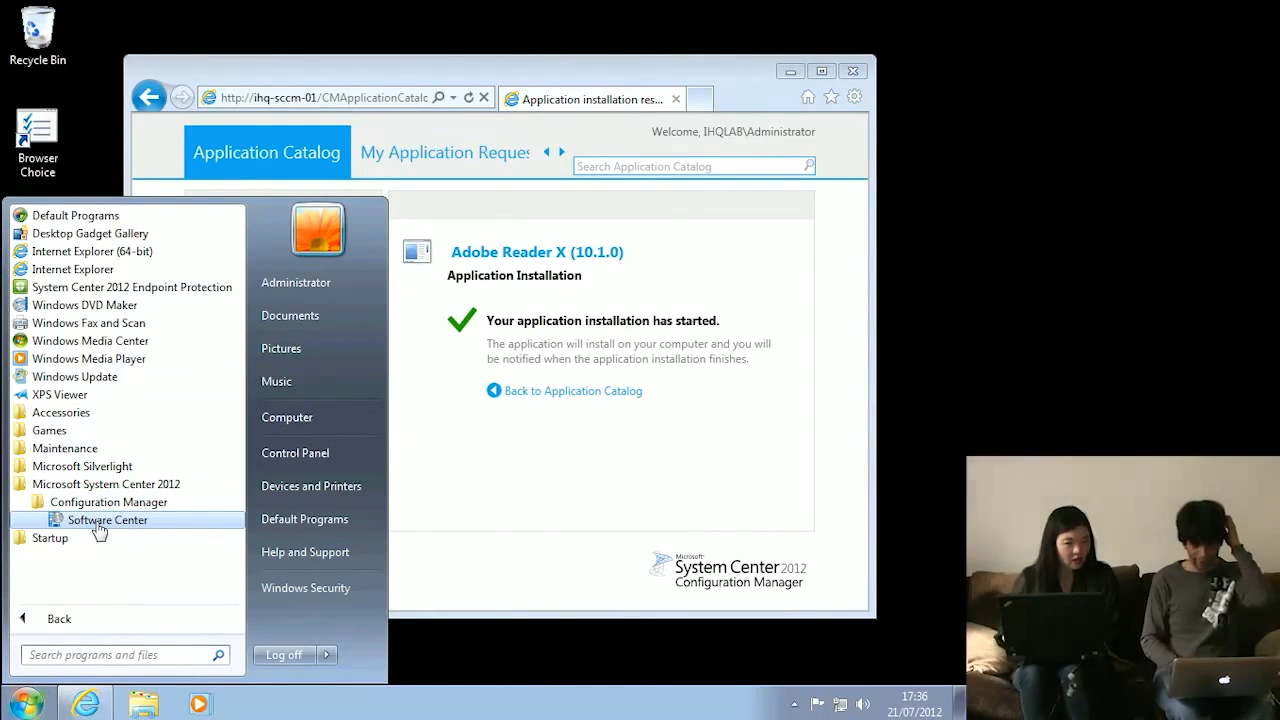 Recycle Bin
Browser
Choice
http://ihq-sccm-01/CMApplicationCatalc
Application installation res...
Welcome, IHQLAB\Administrator
Application Catalog
My Application Reques
Search Application Catalog
Adobe Reader X (10.1.0)
Application Installation
Your application installation has started.
The application will install on your computer and you will
be notified when the application installation finishes.
Back to Application Catalog
Microsoft
System Center 2012
Configuration Manager
Default Programs
Desktop Gadget Gallery
Internet Explorer (64-bit)
Internet Explorer
System Center 2012 Endpoint Protection
Windows DVD Maker
Windows Fax and Scan
Windows Media Center
Windows Media Player
Windows Update
XPS Viewer
Accessories
Games
Maintenance
Microsoft Silverlight
Microsoft System Center 2012
Configuration Manager
Software Center
Startup
Back
Search programs and files
Administrator
Documents
Pictures
Music
Computer
Control Panel
Devices and Printers
Default Programs
Help and Support
Windows Security
Log off
17:36
21/07/2012